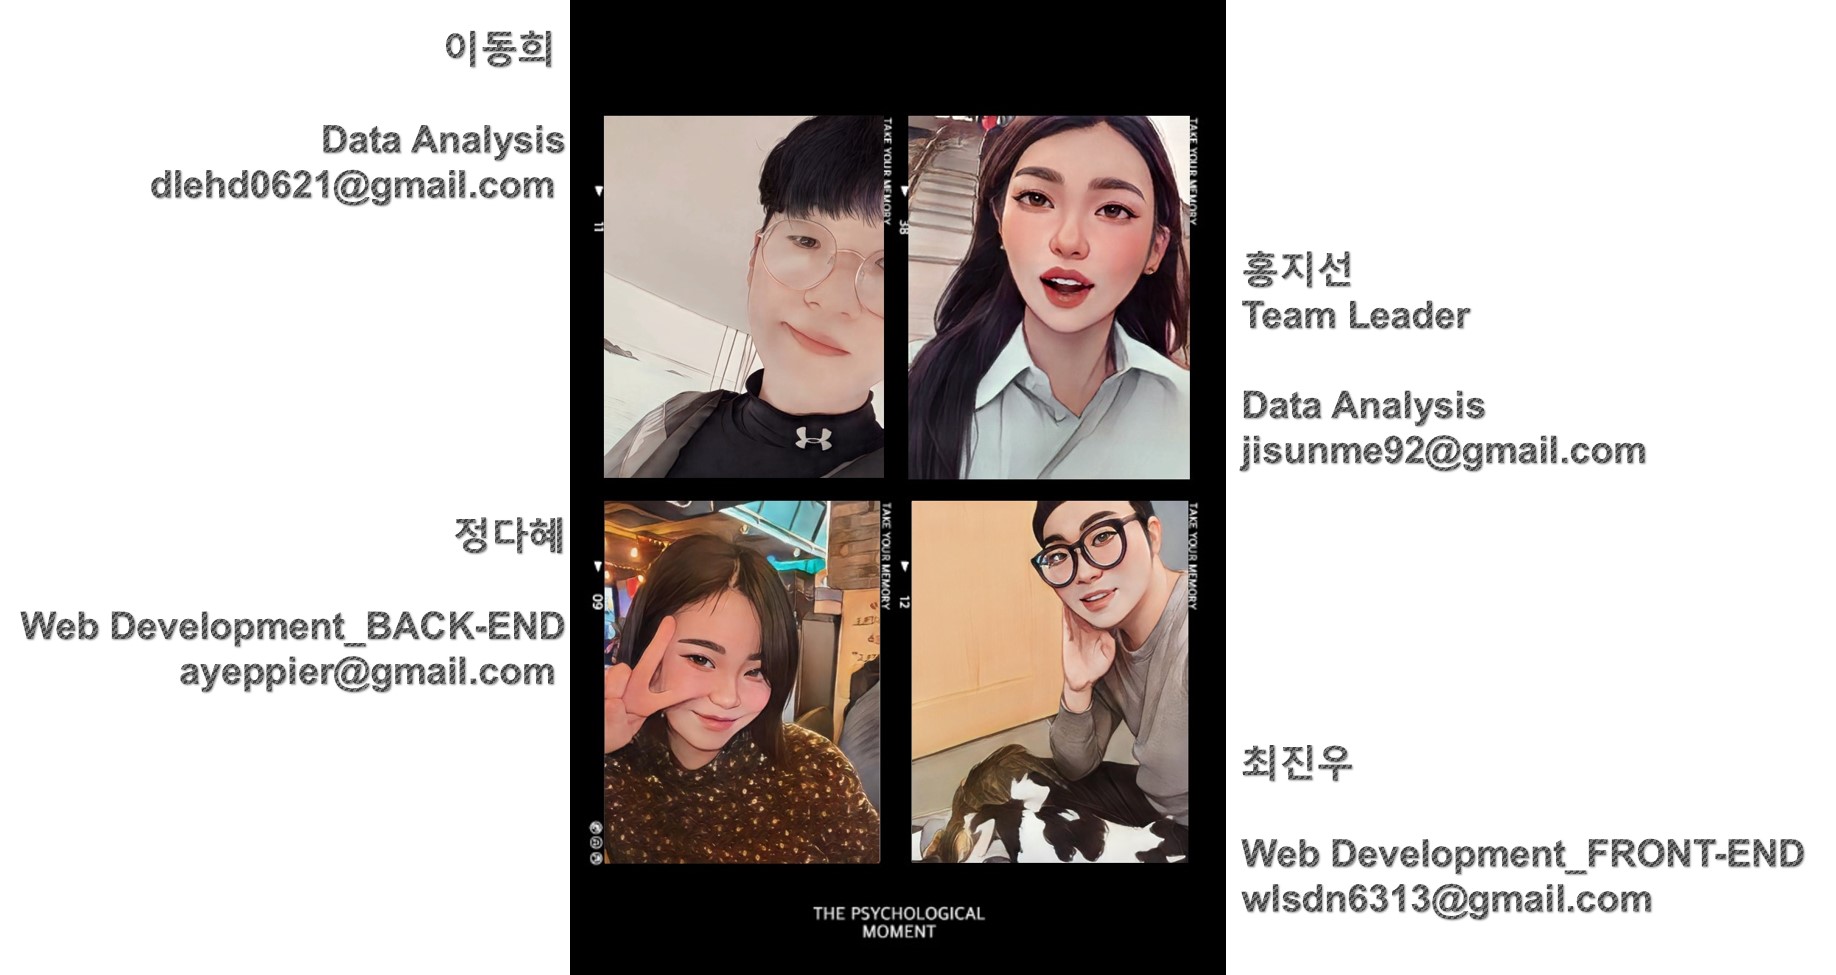 이동희
Data Analysis
dlehd0621@gmail.com
홍지선
Team Leader
Data Analysis
jisunme92@gmail.com
정다혜
Web Development_BACK-END
ayeppier@gmail.com
최진우
Web Development_FRONT-END
wlsdn6313@gmail.com
TAKE YOUR MEMORY
11
TAKE YOUR MEMORY
38
TAKE YOUR MEMORY
09
TAKE YOUR MEMORY
12
THE PSYCHOLOGICAL
MOMENT